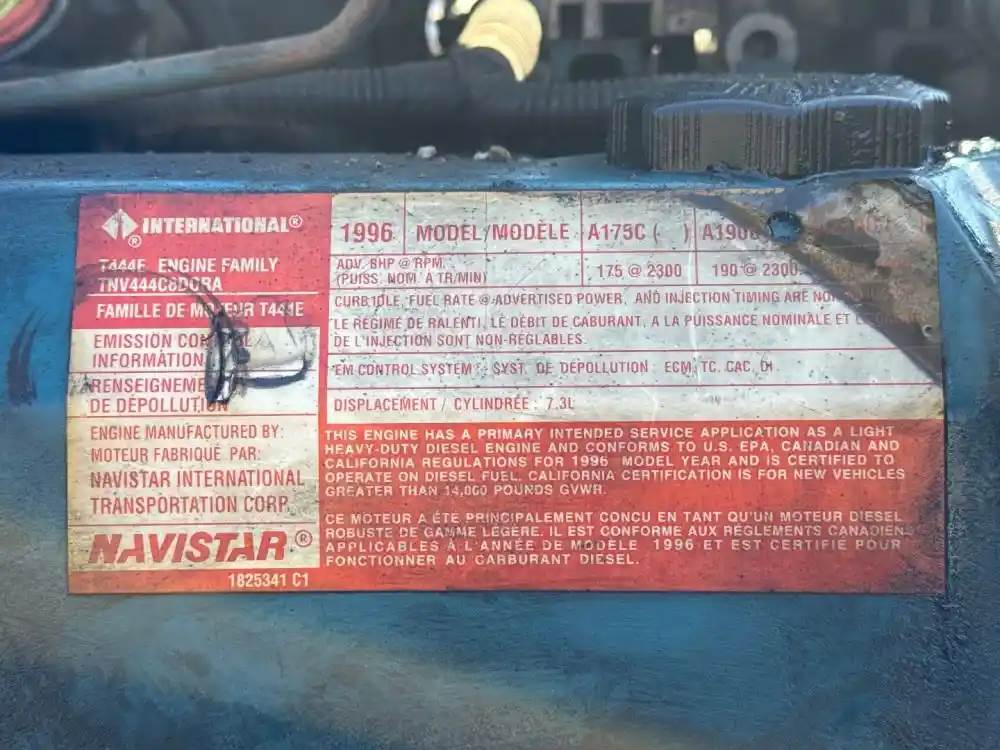 INTERNATIONAL®
T444E ENGINE FAMILY
TNV444C8DORA
FAMILLE DE MOTEUR T444E
EMISSION CONTROL
INFORMATION
RENSEIGNEME
DE DÉPOLLUTION
ENGINE MANUFACTURED BY:
MOTEUR FABRIQUÉ PAR:
NAVISTAR INTERNATIONAL
TRANSPORTATION CORP.
NAVISTAR®
1825341 C1
1996 MODEL/MODÈLE A175C ( )
ADV. BHP @ RPM.
(PUISS. NOM. À TR/MIN) 175 @ 2300 190 @ 2300
CURB IDLE, FUEL RATE @ ADVERTISED POWER, AND INJECTION TIMING ARE
LE RÉGIME DE RALENTI, LE DÉBIT DE CABURANT, A LA PUISSANCE NOMINALE ET
DE L'INJECTION SONT NON-RÉGLABLES.
EM CONTROL SYSTEM / SYST. DE DÉPOLLUTION : ECM, TC, CAC, DI
DISPLACEMENT / CYLINDRÉE : 7.3L
THIS ENGINE HAS A PRIMARY INTENDED SERVICE APPLICATION AS A LIGHT
HEAVY-DUTY DIESEL ENGINE AND CONFORMS TO U.S. EPA, CANADIAN AND
CALIFORNIA REGULATIONS FOR 1996 MODEL YEAR AND IS CERTIFIED TO
OPERATE ON DIESEL FUEL. CALIFORNIA CERTIFICATION IS FOR NEW VEHICLES
GREATER THAN 14,000 POUNDS GVWR.
CE MOTEUR A ÉTÉ PRINCIPALEMENT CONCU EN TANT QU'UN MOTEUR DIESEL
ROBUSTE DE GAMME LÉGÈRE. IL EST CONFORME AUX RÉGLEMENTS CANADIENS
APPLICABLES À L'ANNÉE DE MODÈLE 1996 ET EST CERTIFIÉ POUR
FONCTIONNER AU CARBURANT DIESEL.